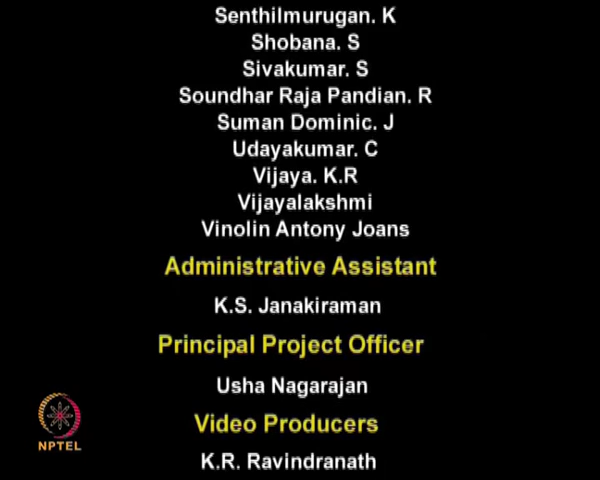 Senthilmurugan. K
Shobana. S
Sivakumar. S
Soundhar Raja Pandian. R
Suman Dominic. J
Udayakumar. C
Vijaya. K.R
Vijayalakshmi
Vinolin Antony Joans
Administrative Assistant
K.S. Janakiraman
Principal Project Officer
Usha Nagarajan
Video Producers
K.R. Ravindranath
NPTEL